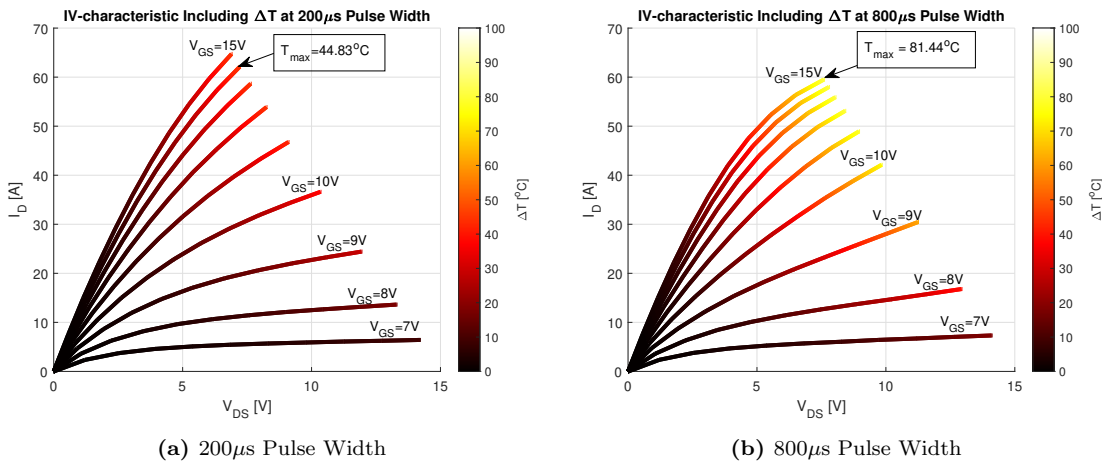 IV-characteristic Including ΔT at 200μs Pulse Width
V_GS=15V
T_max=44.83°C
V_GS=10V
V_GS=9V
V_GS=8V
V_GS=7V
70
60
50
40
30
20
10
0
I_D [A]
0 5 10 15
V_DS [V]
100
90
80
70
60
50
40
30
20
10
0
ΔT [°C]
(a) 200μs Pulse Width
IV-characteristic Including ΔT at 800μs Pulse Width
V_GS=15V
T_max = 81.44°C
V_GS=10V
V_GS=9V
V_GS=8V
V_GS=7V
70
60
50
40
30
20
10
0
I_D [A]
0 5 10 15
V_DS [V]
100
90
80
70
60
50
40
30
20
10
0
ΔT [°C]
(b) 800μs Pulse Width